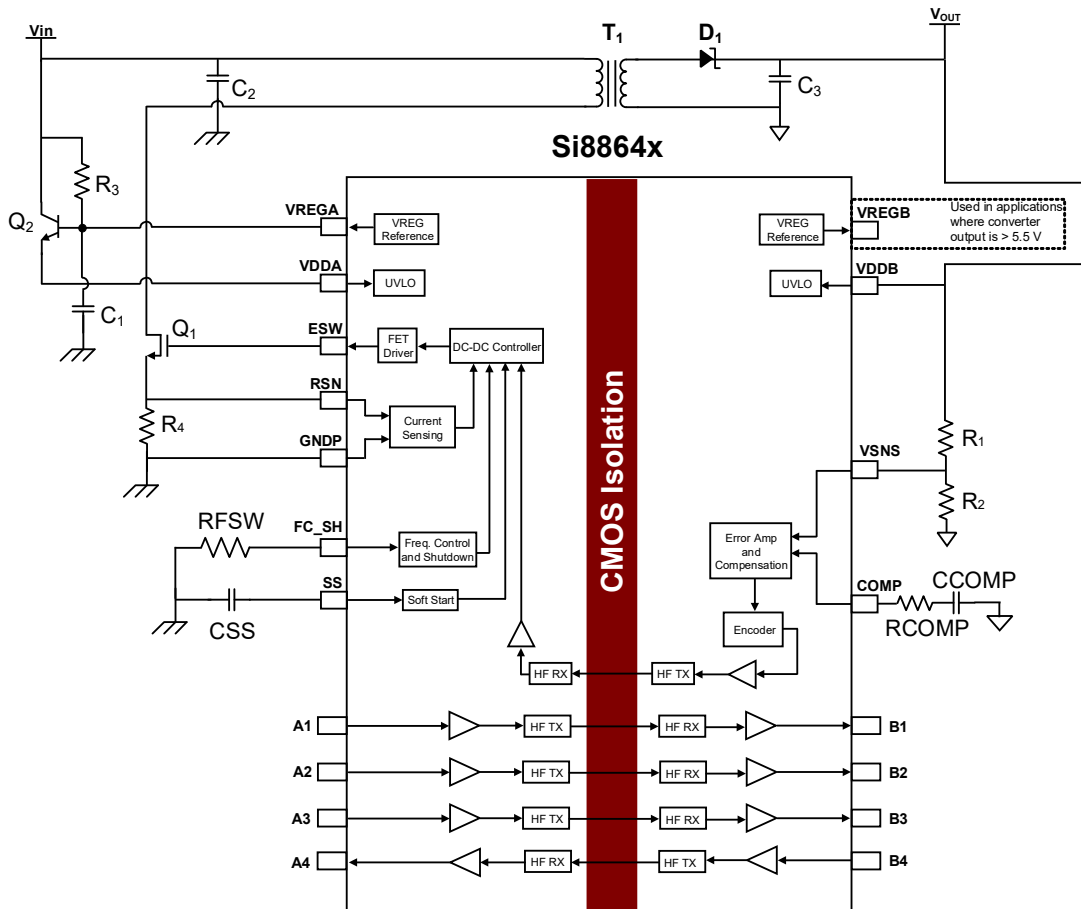 Vin
T1
D1
VOUT
C2
C3
Si8864x
R3
Q2
VREGA
VREG
Reference
VREG
Reference
VREGB
Used in applications
where converter
output is > 5.5 V
VDDA
UVLO
UVLO
VDDB
C1
Q1
ESW
FET
Driver
DC-DC Controller
RSN
R4
Current
Sensing
GNDP
CMOS Isolation
R1
VSNS
R2
RFSW
FC_SH
Freq. Control
and Shutdown
Error Amp
and
Compensation
SS
Soft Start
CSS
COMP
CCOMP
RCOMP
Encoder
HF RX
HF TX
A1
HF TX
HF RX
B1
A2
HF TX
HF RX
B2
A3
HF TX
HF RX
B3
A4
HF RX
HF TX
B4